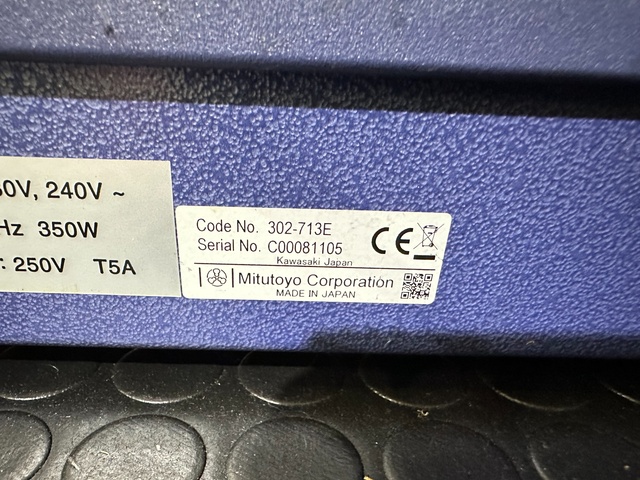 0V, 240V ~
Hz 350W
: 250V T5A
Code No. 302-713E
Serial No. C00081105
CE
Kawasaki Japan
Mitutoyo Corporation
MADE IN JAPAN